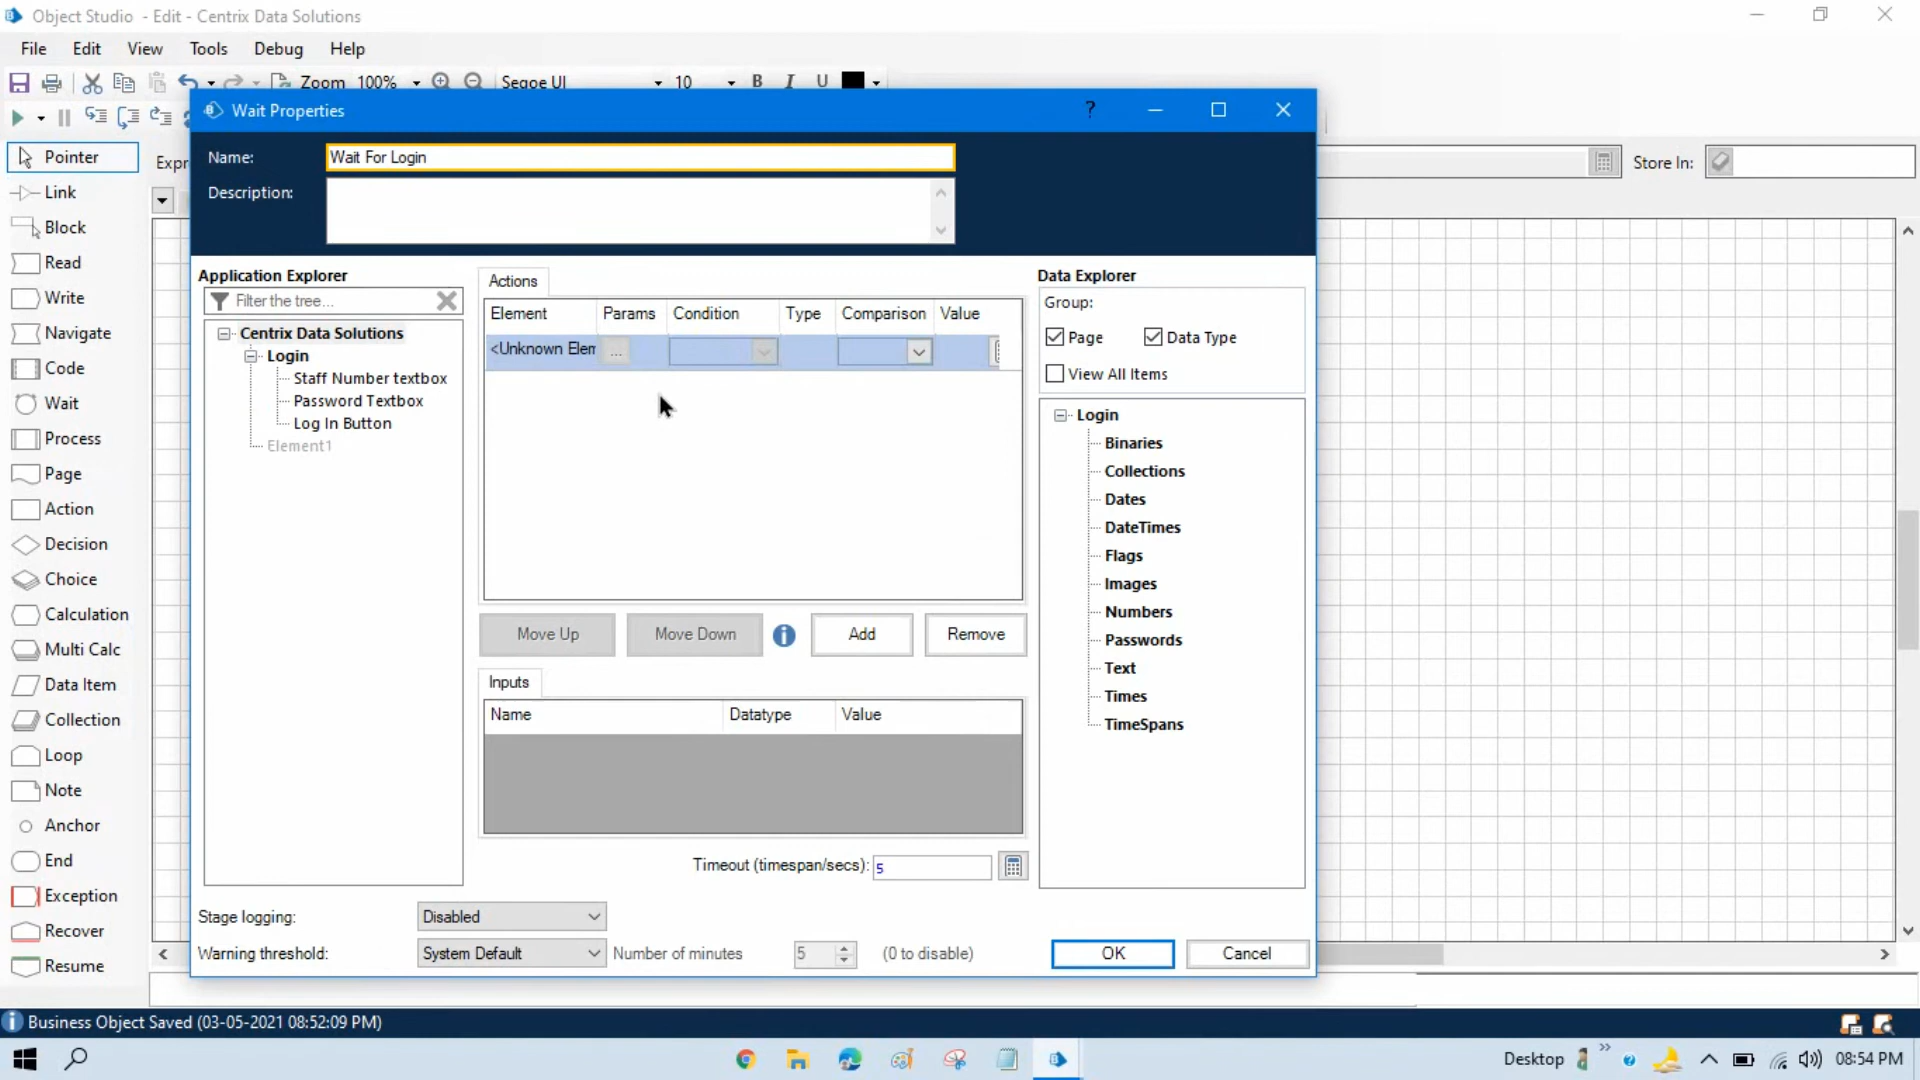 Object Studio - Edit - Centrix Data Solutions
File Edit View Tools Debug Help
Zoom 100% Segoe UI 10 B I U
Wait Properties ?
Pointer
Link
Block
Read
Write
Navigate
Code
Wait
Process
Page
Action
Decision
Choice
Calculation
Multi Calc
Data Item
Collection
Loop
Note
Anchor
End
Exception
Recover
Resume
Expr
Store In:
Name: Wait For Login
Description:
Application Explorer
Filter the tree...
Centrix Data Solutions
Login
Staff Number textbox
Password Textbox
Log In Button
Element1
Actions
Element Params Condition Type Comparison Value
<Unknown Elem ...
Move Up Move Down Add Remove
Inputs
Name Datatype Value
Timeout (timespan/secs): 5
Data Explorer
Group:
Page Data Type
View All Items
Login
Binaries
Collections
Dates
DateTimes
Flags
Images
Numbers
Passwords
Text
Times
TimeSpans
Stage logging: Disabled
Warning threshold: System Default Number of minutes 5 (0 to disable)
OK Cancel
Business Object Saved (03-05-2021 08:52:09 PM)
Desktop 08:54 PM